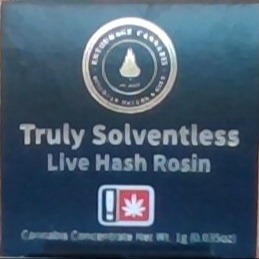 Truly Solventless
Live Hash Rosin
Cannabis Concentrate Net Wt. 1g (0.035oz)